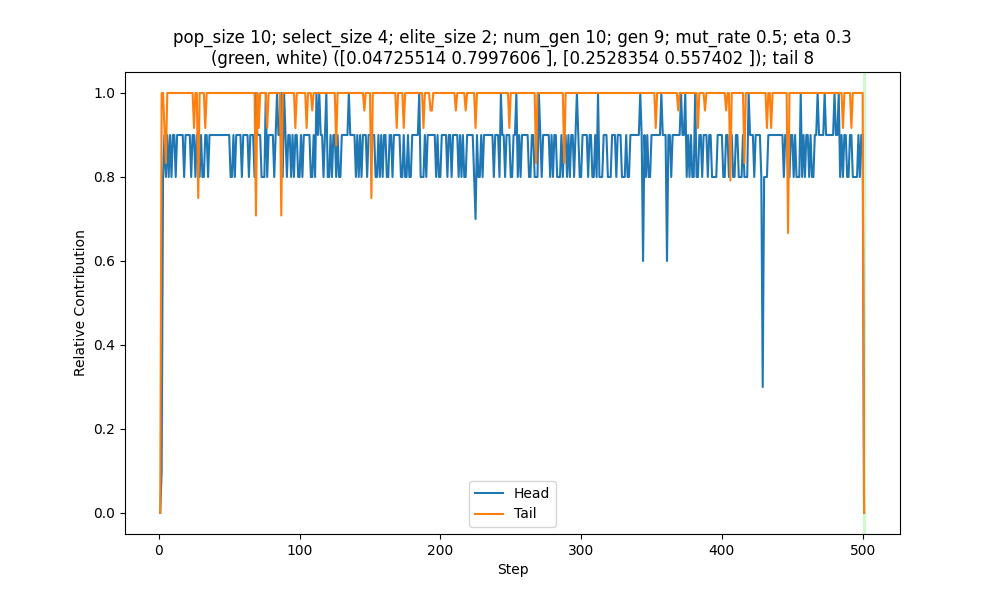 pop_size 10; select_size 4; elite_size 2; num_gen 10; gen 9; mut_rate 0.5; eta 0.3
(green, white) ([0.04725514 0.7997606 ], [0.2528354 0.557402 ]); tail 8
1.0
0.8
0.6
0.4
0.2
0.0
Relative Contribution
Head
Tail
0 100 200 300 400 500
Step